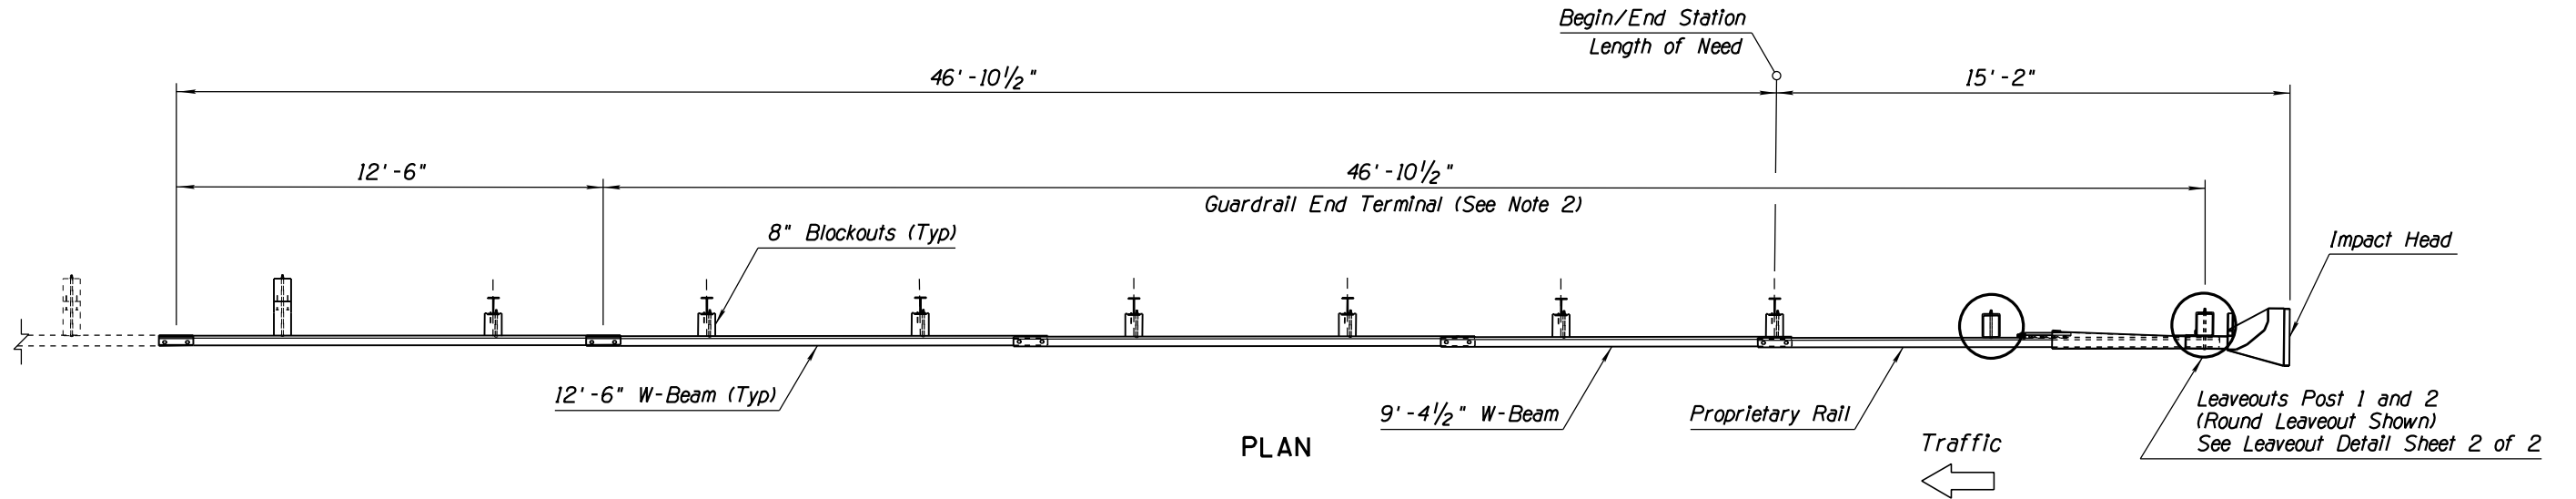 Begin/End Station
Length of Need
46'-10½"
15'-2"
12'-6"
46'-10½"
Guardrail End Terminal (See Note 2)
8" Blockouts (Typ)
Impact Head
12'-6" W-Beam (Typ)
9'-4½" W-Beam
Proprietary Rail
Leaveouts Post 1 and 2
(Round Leaveout Shown)
See Leaveout Detail Sheet 2 of 2
PLAN
Traffic